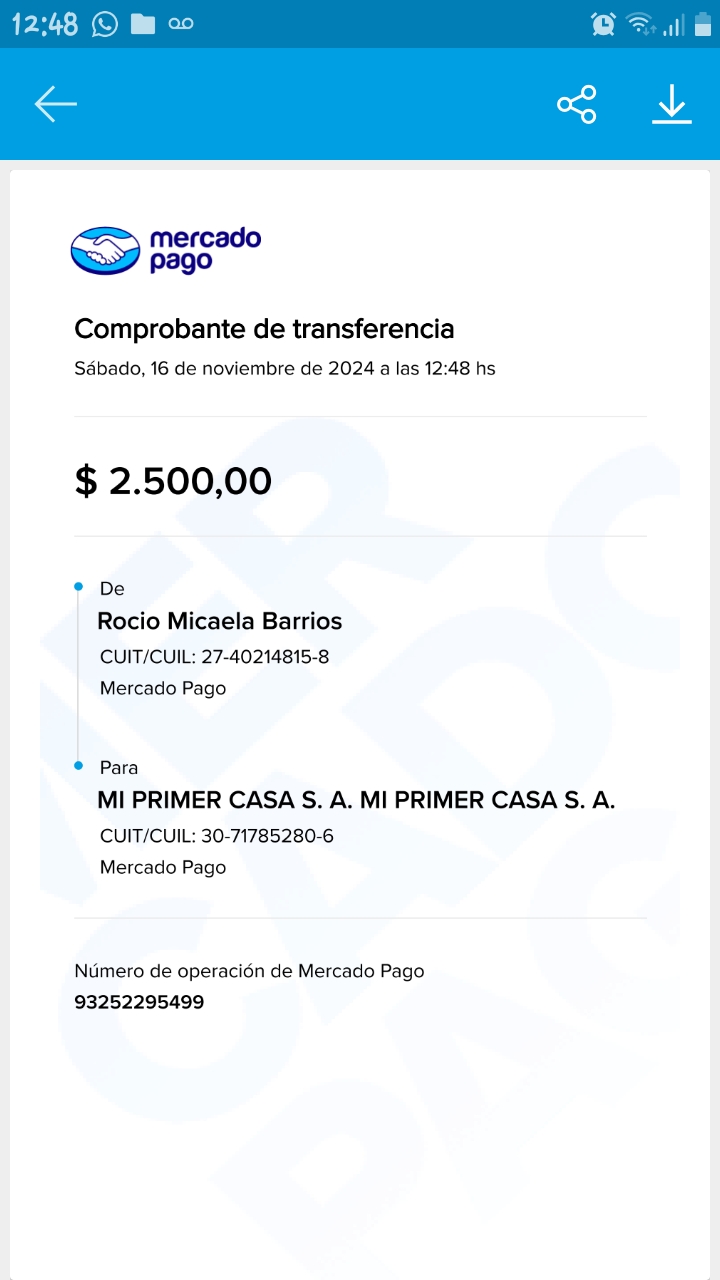 12:48
mercado
pago
Comprobante de transferencia
Sábado, 16 de noviembre de 2024 a las 12:48 hs
$ 2.500,00
De
Rocio Micaela Barrios
CUIT/CUIL: 27-40214815-8
Mercado Pago
Para
MI PRIMER CASA S. A. MI PRIMER CASA S. A.
CUIT/CUIL: 30-71785280-6
Mercado Pago
Número de operación de Mercado Pago
93252295499
MERCADO
PAGO